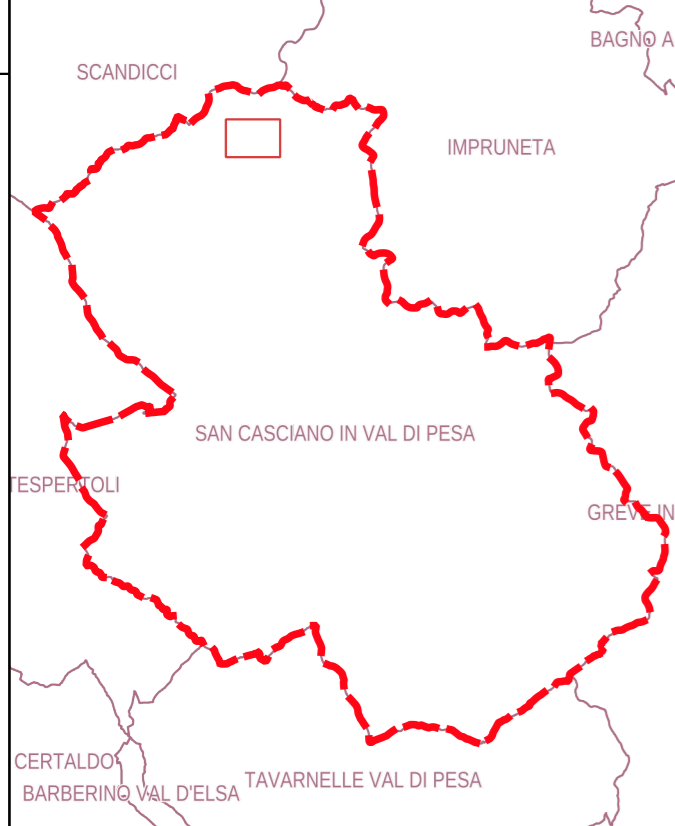 BAGNO A
SCANDICCI
IMPRUNETA
SAN CASCIANO IN VAL DI PESA
TESPERTOLI
GREVE IN
CERTALDO
TAVARNELLE VAL DI PESA
BARBERINO VAL D'ELSA